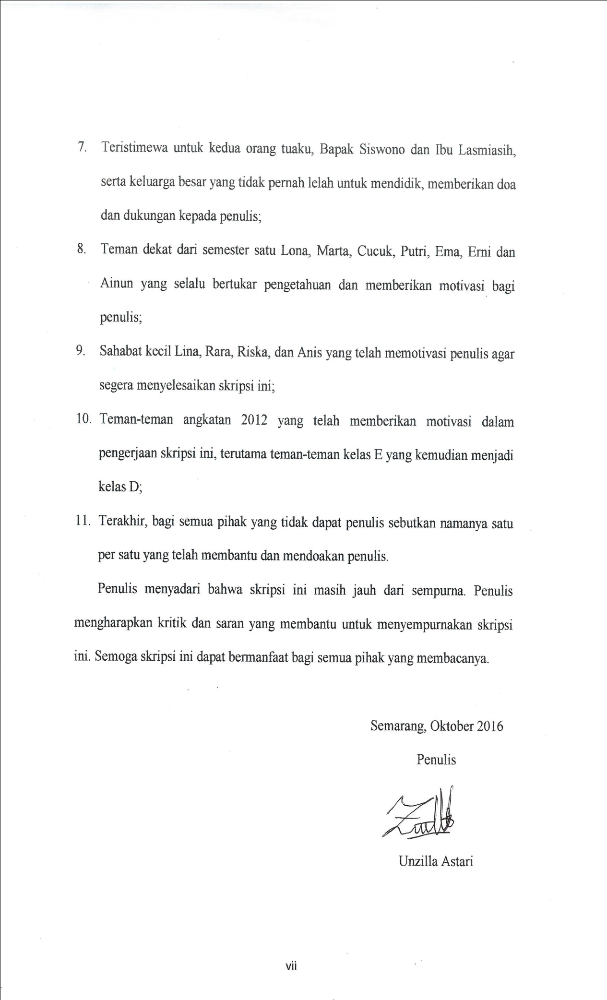 7. Teristimewa untuk kedua orang tuaku, Bapak Siswono dan Ibu Lasmiasih,
serta keluarga besar yang tidak pernah lelah untuk mendidik, memberikan doa
dan dukungan kepada penulis;
8. Teman dekat dari semester satu Lona, Marta, Cucuk, Putri, Ema, Erni dan
Ainun yang selalu bertukar pengetahuan dan memberikan motivasi bagi
penulis;
9. Sahabat kecil Lina, Rara, Riska, dan Anis yang telah memotivasi penulis agar
segera menyelesaikan skripsi ini;
10. Teman-teman angkatan 2012 yang telah memberikan motivasi dalam
pengerjaan skripsi ini, terutama teman-teman kelas E yang kemudian menjadi
kelas D;
11. Terakhir, bagi semua pihak yang tidak dapat penulis sebutkan namanya satu
per satu yang telah membantu dan mendoakan penulis.
Penulis menyadari bahwa skripsi ini masih jauh dari sempurna. Penulis
mengharapkan kritik dan saran yang membantu untuk menyempurnakan skripsi
ini. Semoga skripsi ini dapat bermanfaat bagi semua pihak yang membacanya.
Semarang, Oktober 2016
Penulis
Unzilla Astari
vii